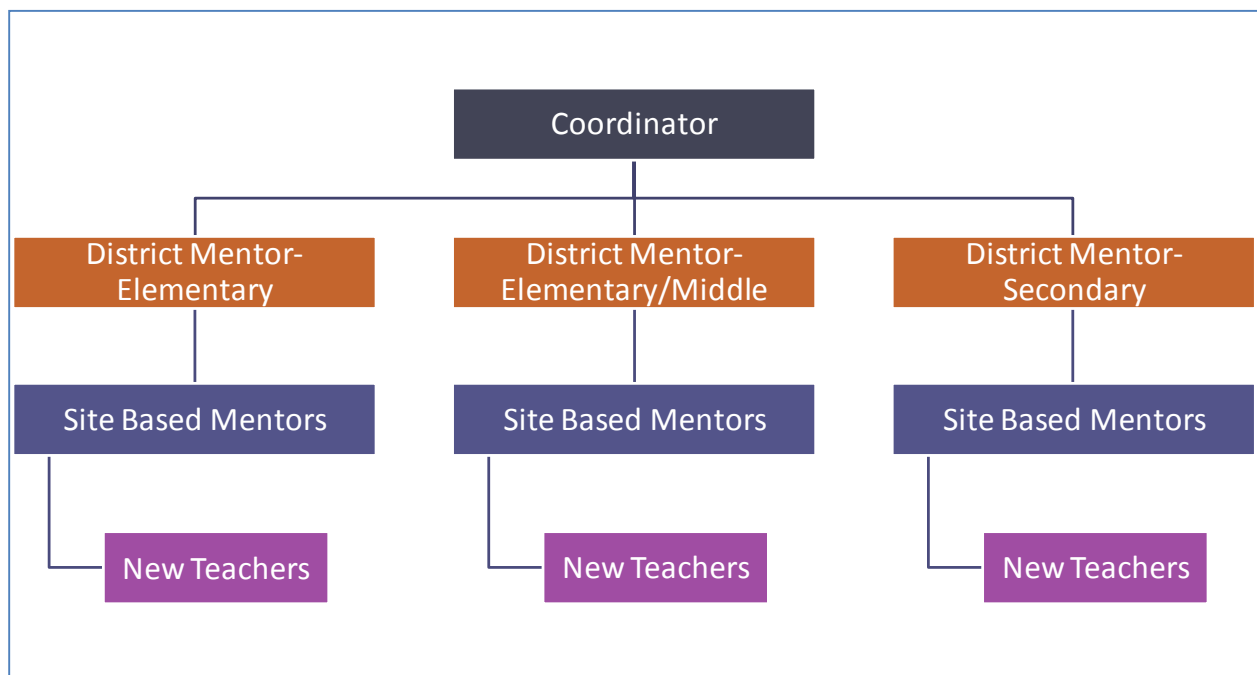 Coordinator
District Mentor-
Elementary
District Mentor-
Elementary/Middle
District Mentor-
Secondary
Site Based Mentors
Site Based Mentors
Site Based Mentors
New Teachers
New Teachers
New Teachers